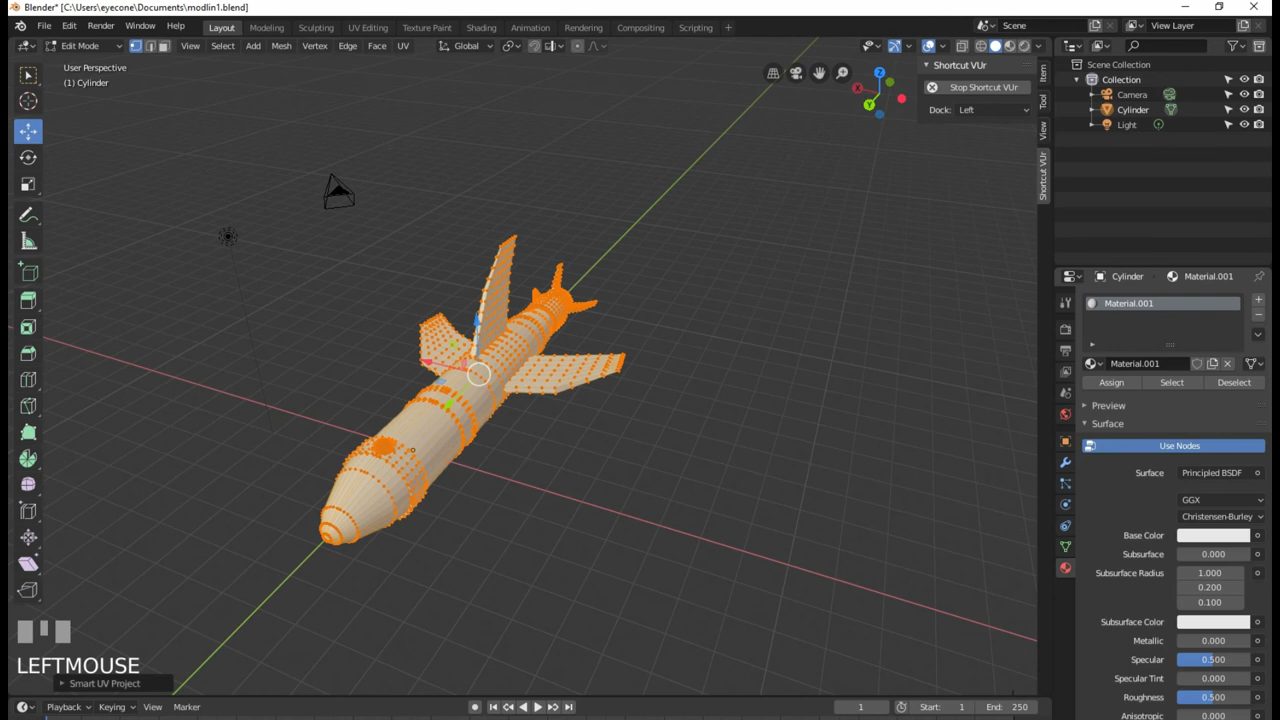 Blender* [C:\Users\eyecone\Documents\modlin1.blend]
File Edit Render Window Help Layout Modeling Sculpting UV Editing Texture Paint Shading Animation Rendering Compositing Scripting + Scene View Layer
Edit Mode View Select Add Mesh Vertex Edge Face UV Global
User Perspective
(1) Cylinder
Shortcut VUr
Stop Shortcut VUr
Dock: Left
Item
Tool
View
Shortcut VUr
X
Y
Z
Scene Collection
Collection
Camera
Cylinder
Light
Cylinder Material.001
Material.001
Material.001
Assign Select Deselect
Preview
Surface
Use Nodes
Surface Principled BSDF
GGX
Christensen-Burley
Base Color
Subsurface 0.000
Subsurface Radius 1.000
0.200
0.100
Subsurface Color
Metallic 0.000
Specular 0.500
Specular Tint 0.000
Roughness 0.500
Anisotropic 0.000
LEFTMOUSE
Smart UV Project
Playback Keying View Marker 1 Start: 1 End: 250